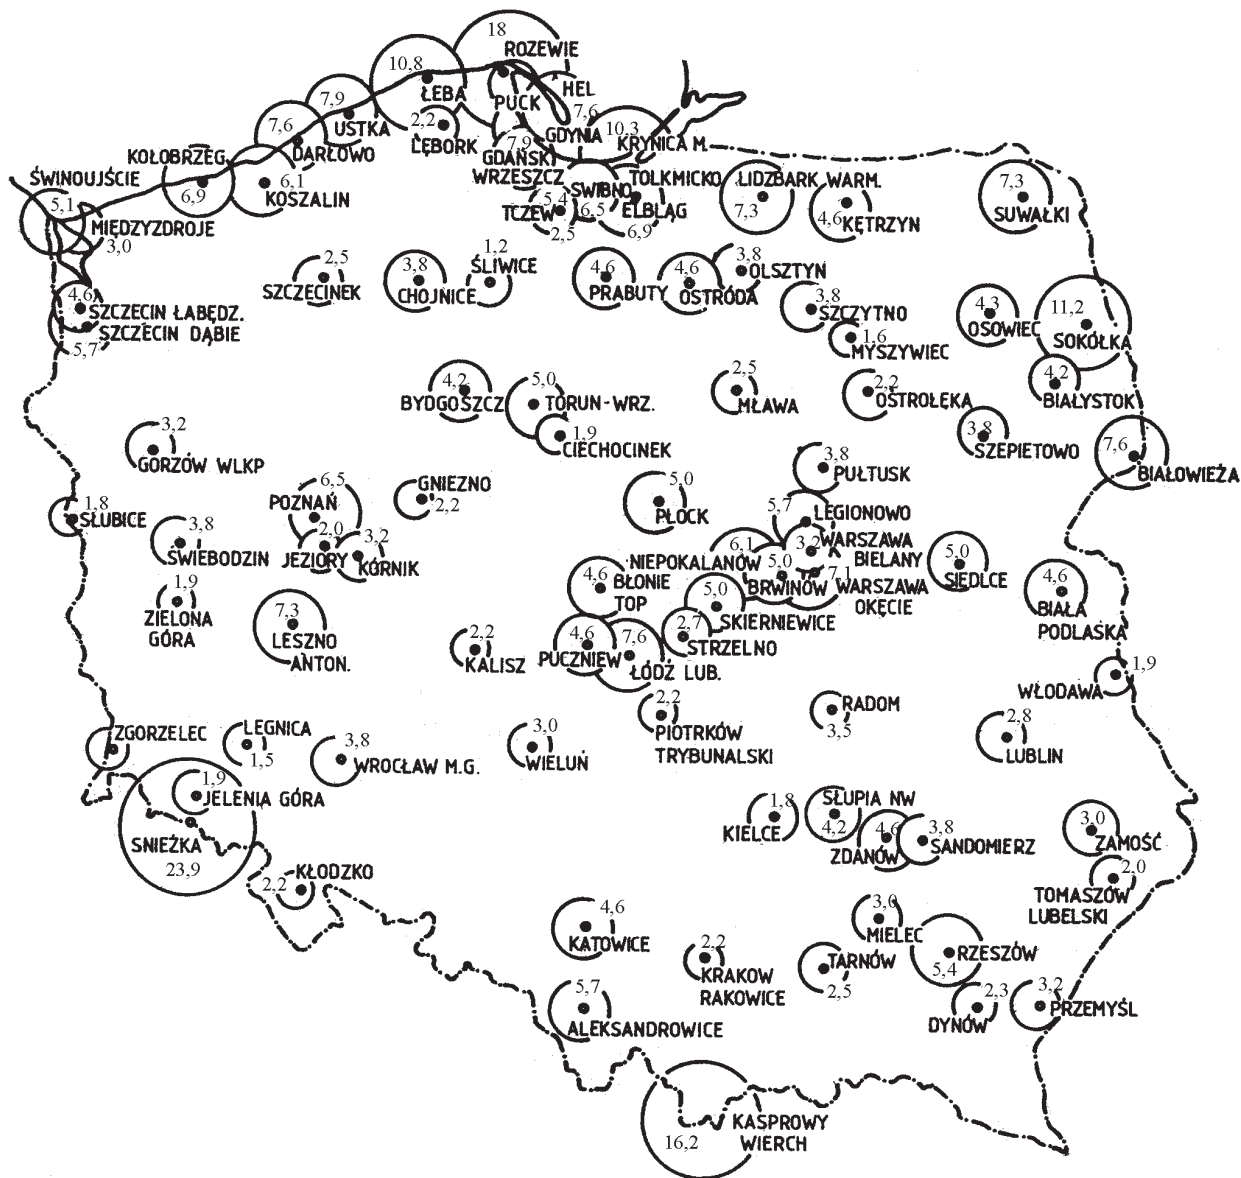 18
ROZEWIE
10,8
ŁEBA
HEL
PUCK
7,9
USTKA
2,2
LĘBORK
7,6
GDYNIA
10,3
KRYNICA M.
7,6
DARŁOWO
7,9
GDAŃSK
WRZESZCZ
KOŁOBRZEG
6,9
6,1
KOSZALIN
ŚWINOUJŚCIE
5,1
MIĘDZYZDROJE
3,0
TOLKMICKO
SWIBNO
5,4
TCZEW
6,5
2,5
ELBLĄG
6,9
LIDZBARK WARM.
7,3
4,6
KĘTRZYN
7,3
SUWAŁKI
2,5
SZCZECINEK
3,8
CHOJNICE
1,2
ŚLIWICE
4,6
PRABUTY
4,6
OSTRÓDA
3,8
OLSZTYN
4,6
SZCZECIN ŁABĘDZ.
SZCZECIN DĄBIE
5,7
3,8
SZCZYTNO
1,6
MYSZYWIEC
4,3
OSOWIEC
11,2
SOKÓŁKA
4,2
BYDGOSZCZ
5,0
TORUN-WRZ.
1,9
CIECHOCINEK
2,5
MŁAWA
2,2
OSTROŁĘKA
4,2
BIAŁYSTOK
3,8
SZEPIETOWO
7,6
BIAŁOWIEŻA
3,2
GORZÓW WLKP
3,8
PUŁTUSK
6,5
POZNAŃ
GNIEZNO
2,2
5,0
PŁOCK
5,7
LEGIONOWO
1,8
SŁUBICE
3,8
ŚWIEBODZIN
2,0
JEZIORY
3,2
KÓRNIK
6,1
NIEPOKALANÓW
3,2
WARSZAWA
BIELANY
5,0
BRWINÓW
7,1
WARSZAWA
OKĘCIE
5,0
SIEDLCE
4,6
BŁONIE
TOP
5,0
SKIERNIEWICE
4,6
BIAŁA
PODLASKA
1,9
ZIELONA
GÓRA
7,3
LESZNO
ANTON.
2,2
KALISZ
4,6
PUCZNIEW
7,6
ŁÓDŹ LUB.
2,7
STRZELNO
1,9
WŁODAWA
ZGORZELEC
LEGNICA
1,5
3,8
WROCŁAW M.G.
3,0
WIELUŃ
2,2
PIOTRKÓW
TRYBUNALSKI
RADOM
3,5
2,8
LUBLIN
1,9
JELENIA GÓRA
SNIEŻKA
23,9
1,8
KIELCE
SŁUPIA NW
4,2
4,6
ZDANÓW
3,8
SANDOMIERZ
3,0
ZAMOŚĆ
2,0
TOMASZÓW
LUBELSKI
KŁODZKO
2,2
4,6
KATOWICE
2,2
KRAKOW
RAKOWICE
3,0
MIELEC
TARNÓW
2,5
RZESZÓW
5,4
2,3
DYNÓW
3,2
PRZEMYŚL
5,7
ALEKSANDROWICE
KASPROWY
WIERCH
16,2